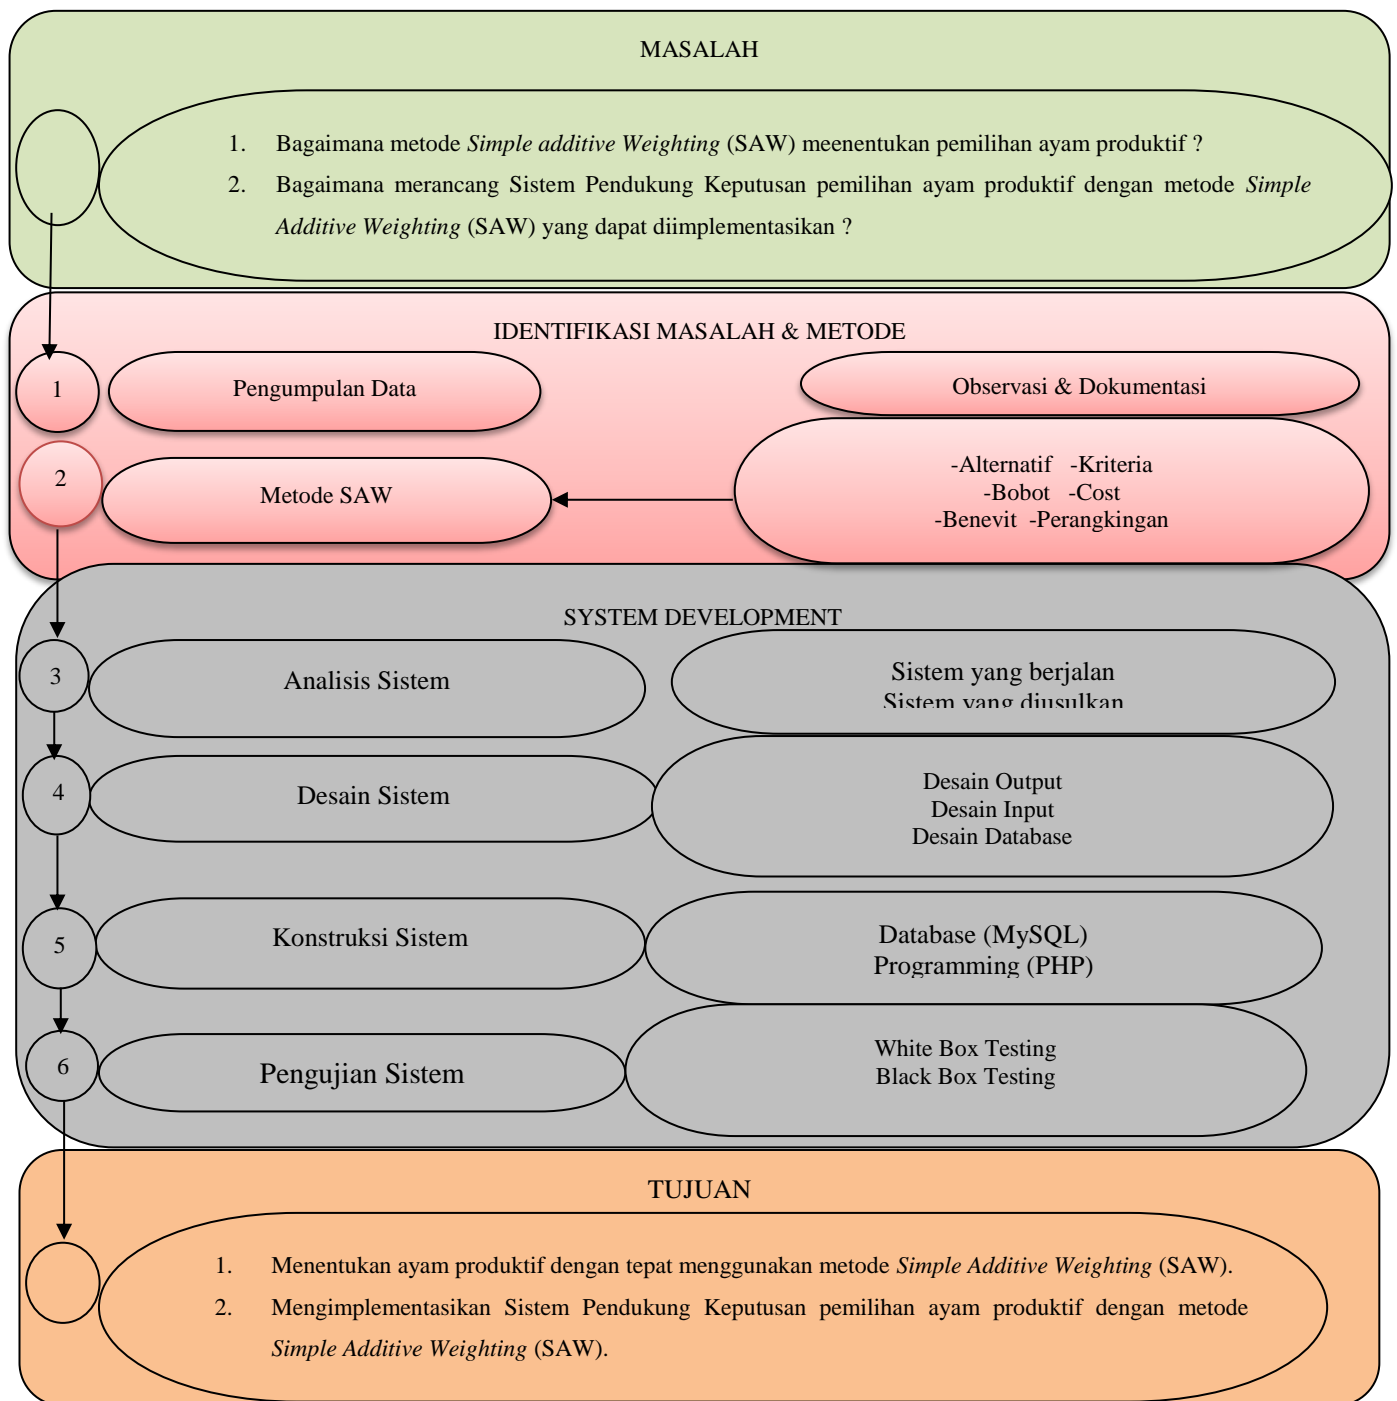 MASALAH
1. Bagaimana metode Simple additive Weighting (SAW) meenentukan pemilihan ayam produktif ?
2. Bagaimana merancang Sistem Pendukung Keputusan pemilihan ayam produktif dengan metode Simple
Additive Weighting (SAW) yang dapat diimplementasikan ?
IDENTIFIKASI MASALAH & METODE
1
Pengumpulan Data
Observasi & Dokumentasi
2
Metode SAW
-Alternatif -Kriteria
-Bobot -Cost
-Benevit -Perangkingan
SYSTEM DEVELOPMENT
3
Analisis Sistem
Sistem yang berjalan
Sistem yang diusulkan
4
Desain Sistem
Desain Output
Desain Input
Desain Database
5
Konstruksi Sistem
Database (MySQL)
Programming (PHP)
6
Pengujian Sistem
White Box Testing
Black Box Testing
TUJUAN
1. Menentukan ayam produktif dengan tepat menggunakan metode Simple Additive Weighting (SAW).
2. Mengimplementasikan Sistem Pendukung Keputusan pemilihan ayam produktif dengan metode
Simple Additive Weighting (SAW).